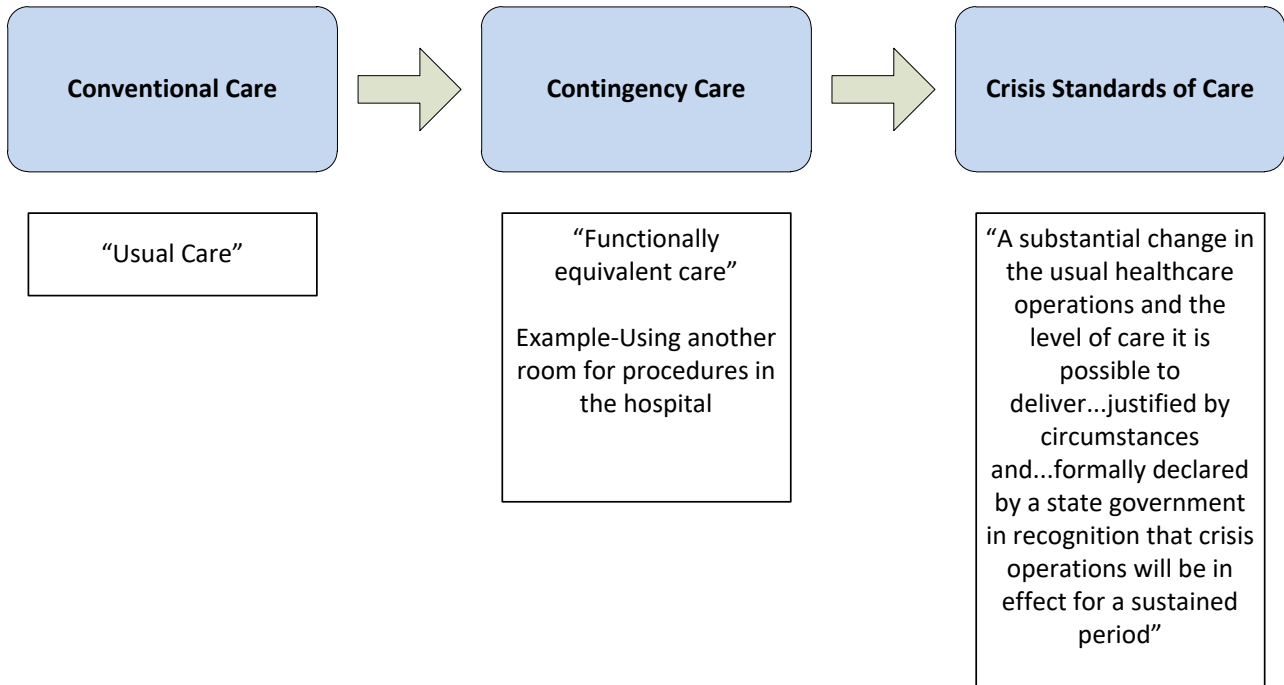 Conventional Care
Contingency Care
Crisis Standards of Care
“Usual Care”
“Functionally
equivalent care”
Example-Using another
room for procedures in
the hospital
“A substantial change in
the usual healthcare
operations and the
level of care it is
possible to
deliver...justified by
circumstances
and...formally declared
by a state government
in recognition that crisis
operations will be in
effect for a sustained
period”